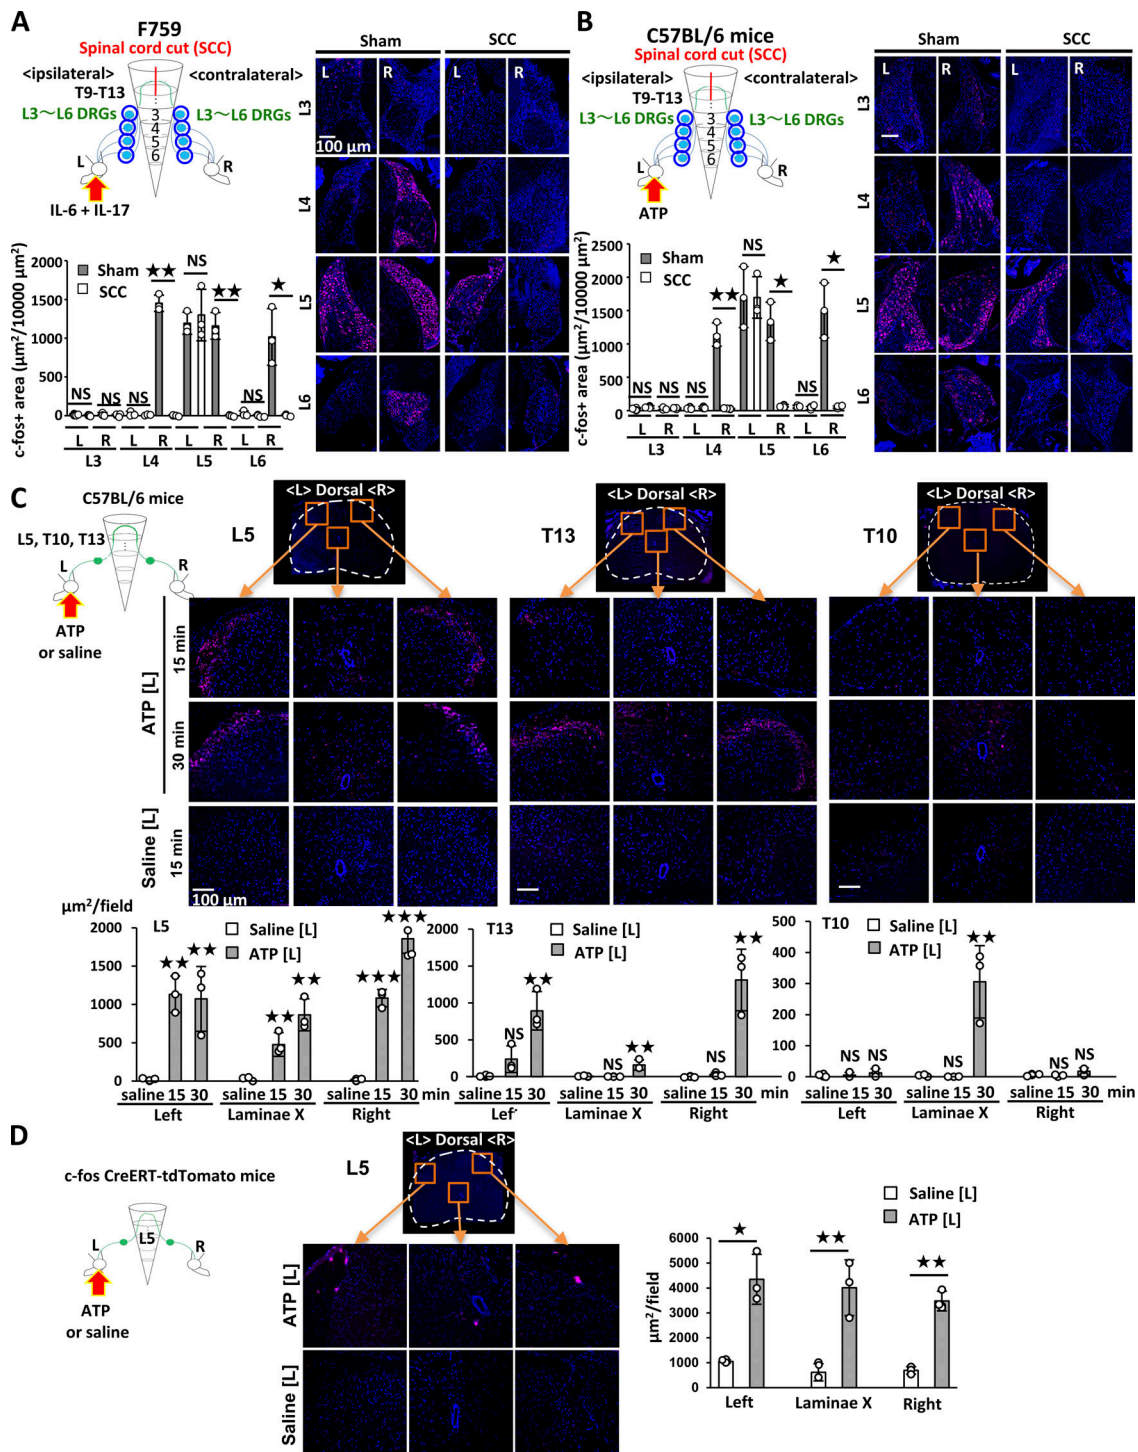 A
F759
Spinal cord cut (SCC)
<ipsilateral>
<contralateral>
T9-T13
L3～L6 DRGs
L3～L6 DRGs
3
4
5
6
L
R
IL-6 + IL-17
Sham
SCC
L
R
L
R
L3
100 µm
L4
L5
L6
c-fos+ area (µm²/10000 µm²)
2000
1500
1000
500
0
Sham
SCC
NS NS NS ★★ NS ★★ NS ★
L R L R L R L R
L3 L4 L5 L6
B
C57BL/6 mice
Spinal cord cut (SCC)
<ipsilateral>
<contralateral>
T9-T13
L3～L6 DRGs
L3～L6 DRGs
3
4
5
6
L
R
ATP
Sham
SCC
L
R
L
R
L3
L4
L5
L6
c-fos+ area (µm²/10000 µm²)
2500
2000
1500
1000
500
0
Sham
SCC
NS NS NS ★★ NS ★ NS ★
L R L R L R L R
L3 L4 L5 L6
C
C57BL/6 mice
L5, T10, T13
L
R
ATP
or saline
L5
<L> Dorsal <R>
T13
<L> Dorsal <R>
T10
<L> Dorsal <R>
ATP [L]
15 min
30 min
Saline [L]
15 min
100 µm
µm²/field
L5
Saline [L]
ATP [L]
2000
1500
1000
500
0
★★ ★★ ★★ ★★ ★★★ ★★★
saline 15 30 saline 15 30 saline 15 30 min
Left Laminae X Right
T13
Saline [L]
ATP [L]
2000
1500
1000
500
0
NS ★★ NS ★★ NS ★★
saline 15 30 saline 15 30 saline 15 30 min
Lef Laminae X Right
T10
Saline [L]
ATP [L]
500
400
300
200
100
0
NS NS NS ★★ NS NS
saline 15 30 saline 15 30 saline 15 30 min
Left Laminae X Right
D
c-fos CreERT-tdTomato mice
L
L5
R
ATP
or saline
L5
<L> Dorsal <R>
ATP [L]
Saline [L]
Saline [L]
ATP [L]
µm²/field
6000
5000
4000
3000
2000
1000
0
★ ★★ ★★
Left Laminae X Right